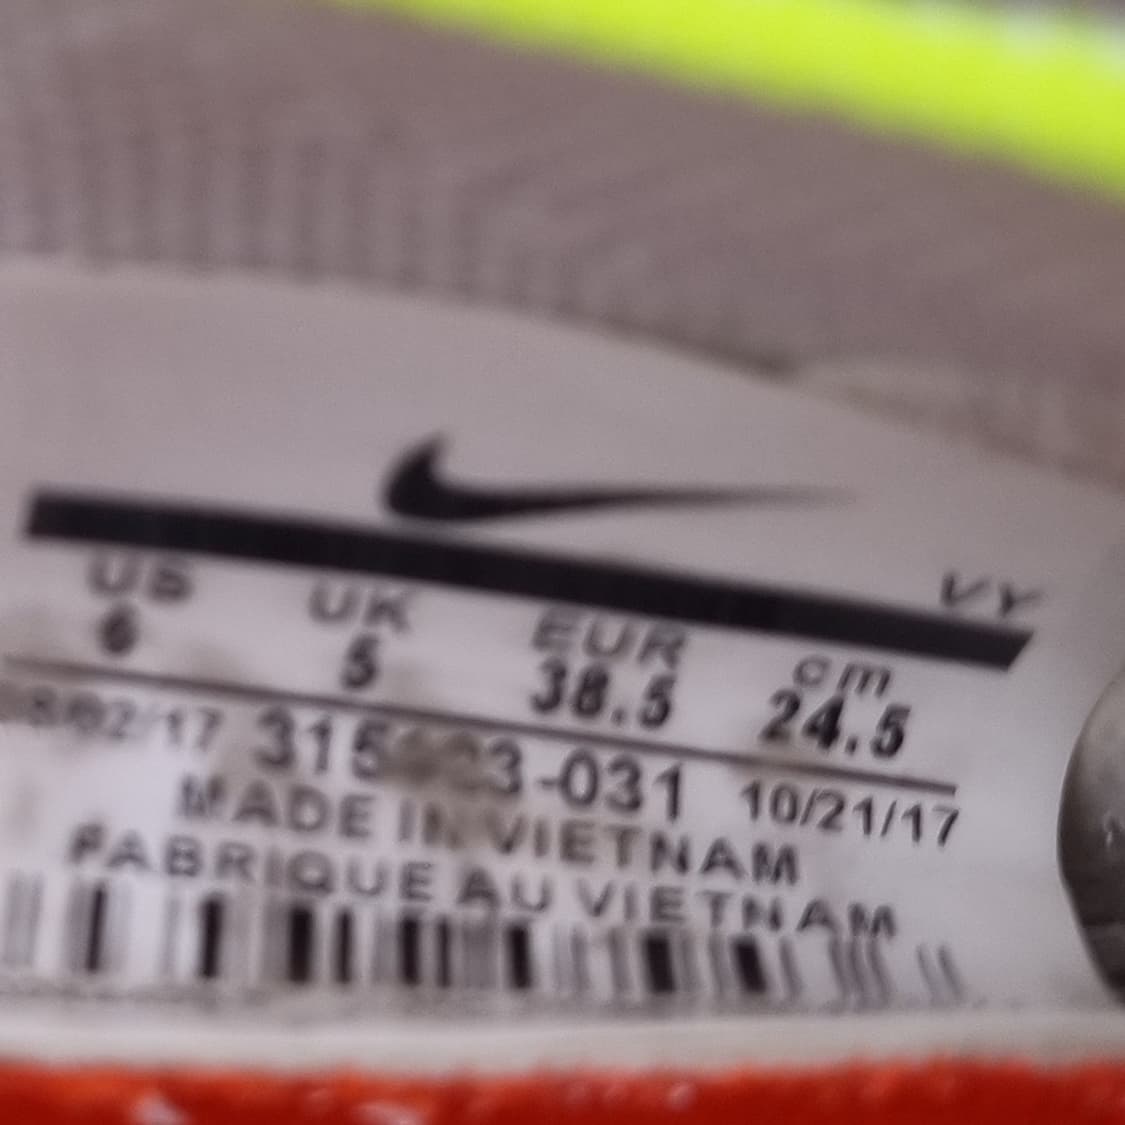 VY
US UK EUR cm
6 5 38.5 24.5
10/21/17
MADE IN VIETNAM
FABRIQUE AU VIETNAM